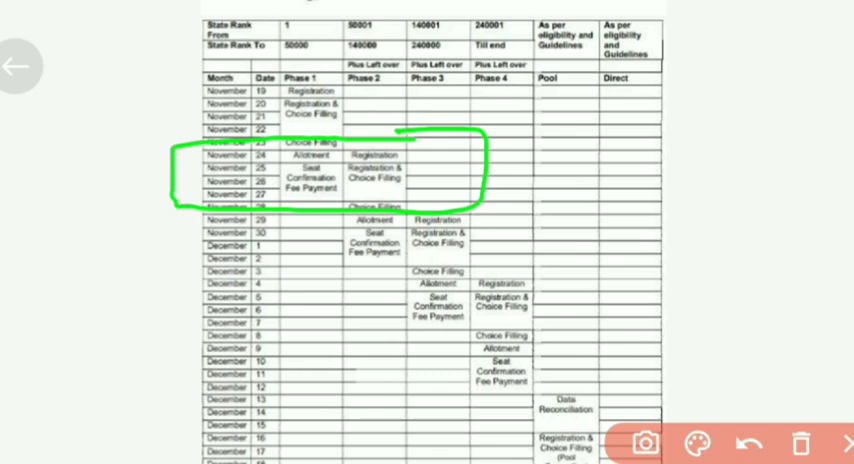 State Rank From 1 50001 140001 240001 As per eligibility and Guidelines As per eligibility and Guidelines
State Rank To 50000 140000 240000 Till end
Plus Left over Plus Left over Plus Left over
Month Date Phase 1 Phase 2 Phase 3 Phase 4 Pool Direct
November 19 Registration
November 20 Registration &
November 21 Choice Filling
November 22
November 23 Choice Filling
November 24 Allotment Registration
November 25 Seat Registration &
November 26 Confirmation Choice Filling
November 27 Fee Payment
November 28 Choice Filling
November 29 Allotment Registration
November 30 Seat Registration &
December 1 Confirmation Choice Filling
December 2 Fee Payment
December 3 Choice Filling
December 4 Allotment Registration
December 5 Seat Registration &
December 6 Confirmation Choice Filling
December 7 Fee Payment
December 8 Choice Filling
December 9 Allotment
December 10 Seat
December 11 Confirmation
December 12 Fee Payment
December 13 Data
December 14 Reconciliation
December 15
December 16 Registration &
December 17 Choice Filling
(Pool